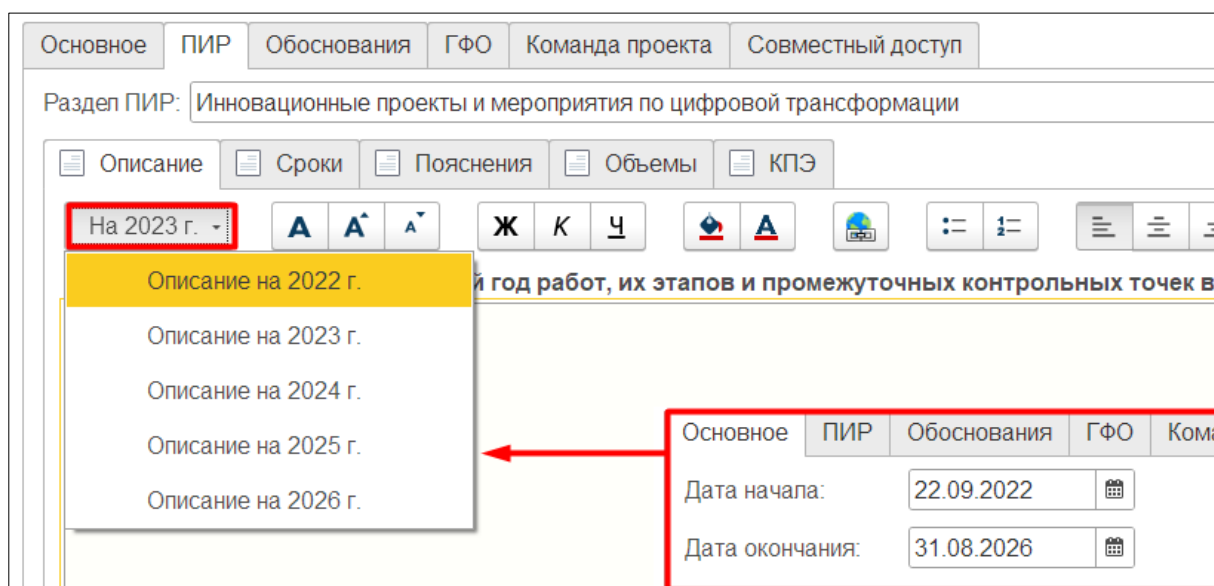 Основное ПИР Обоснования ГФО Команда проекта Совместный доступ
Раздел ПИР: Инновационные проекты и мероприятия по цифровой трансформации
Описание Сроки Пояснения Объемы КПЭ
На 2023 г. А А А Ж К Ч А
Описание на 2022 г.
й год работ, их этапов и промежуточных контрольных точек в
Описание на 2023 г.
Описание на 2024 г.
Описание на 2025 г.
Описание на 2026 г.
Основное ПИР Обоснования ГФО Кома
Дата начала: 22.09.2022
Дата окончания: 31.08.2026